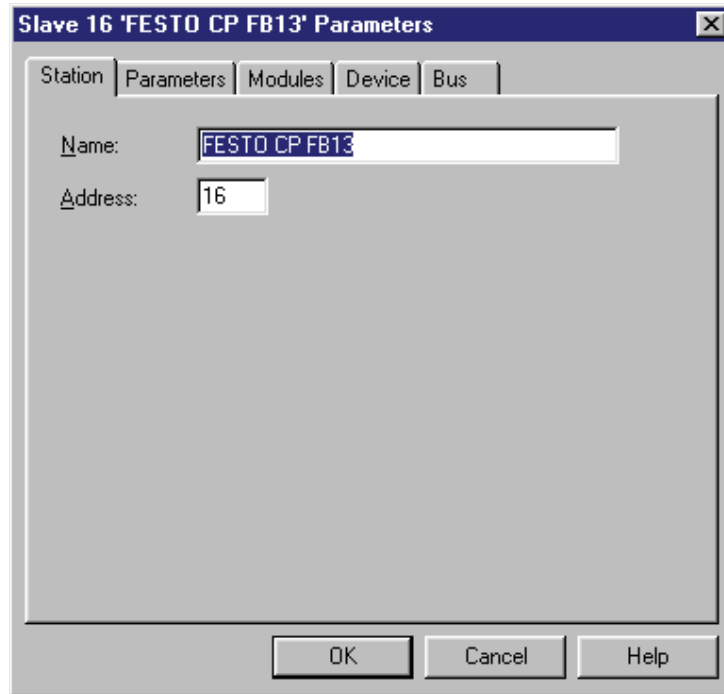 Slave 16 'FESTO CP FB13' Parameters
Station Parameters Modules Device Bus
Name: FESTO CP FB13
Address: 16
OK Cancel Help